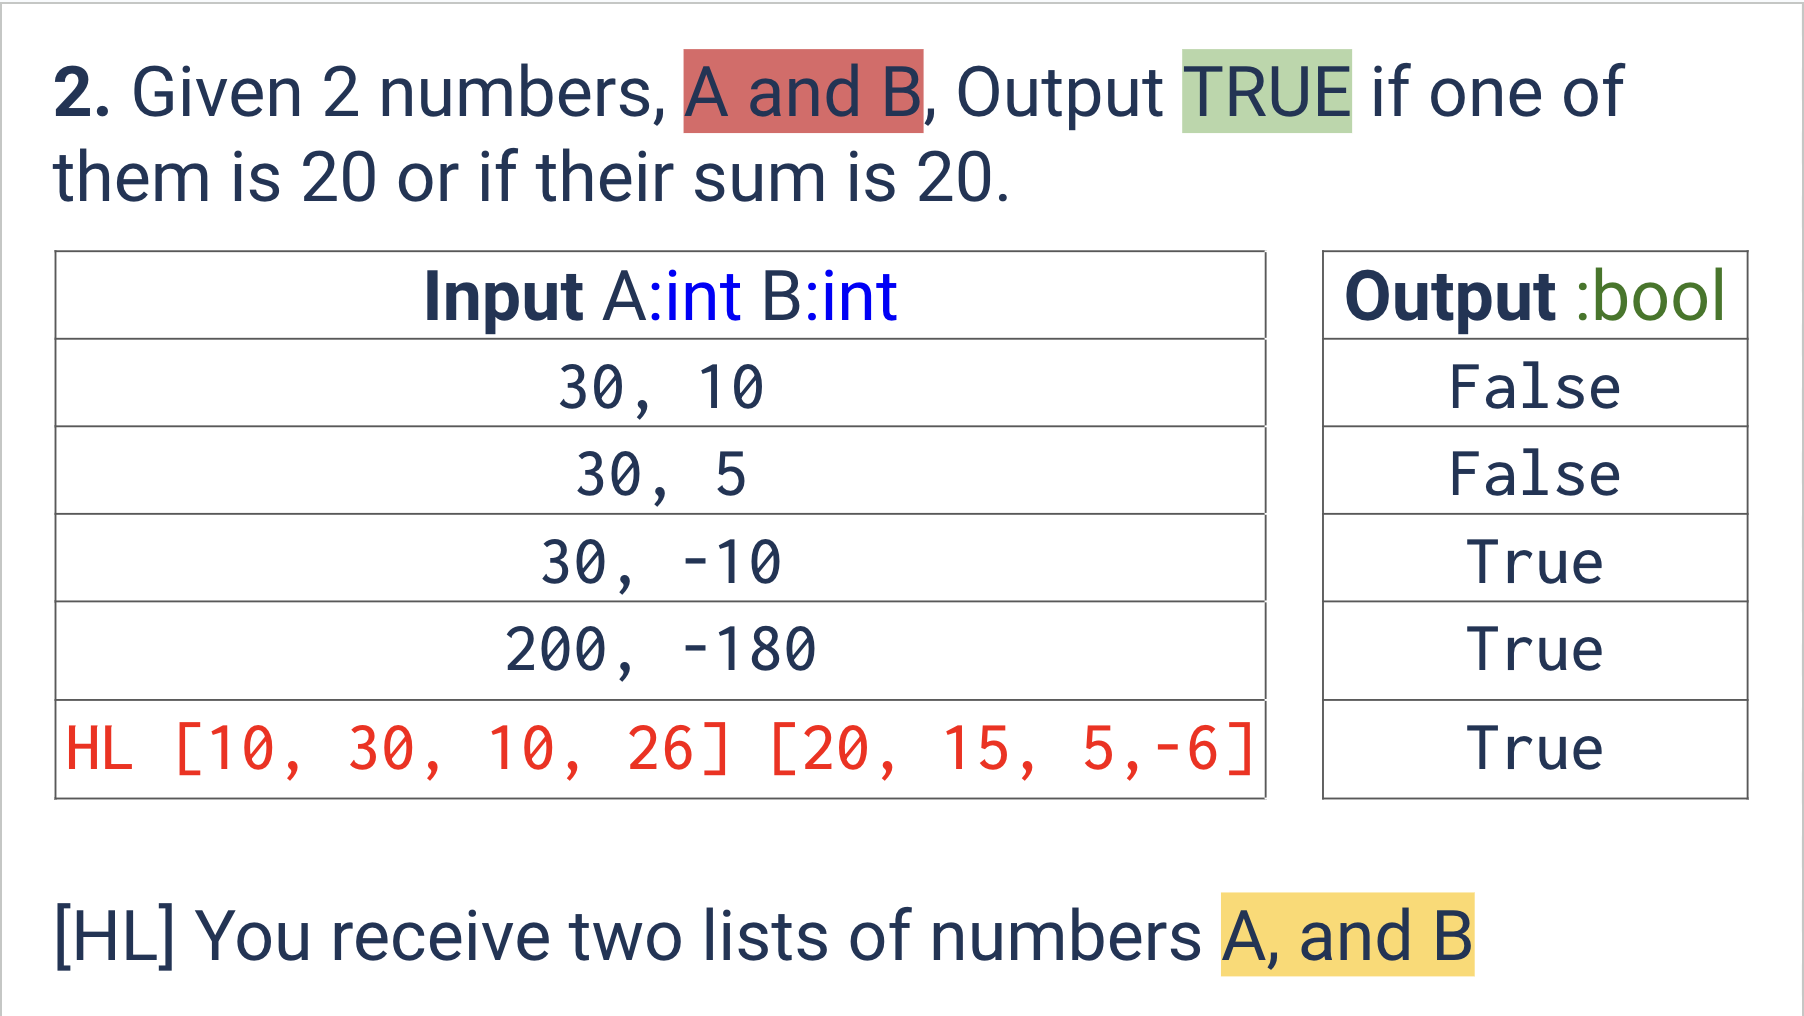 2. Given 2 numbers, A and B, Output TRUE if one of
them is 20 or if their sum is 20.
Input A:int B:int
Output :bool
30, 10
False
30, 5
False
30, -10
True
200, -180
True
HL [10, 30, 10, 26] [20, 15, 5,-6]
True
[HL] You receive two lists of numbers A, and B